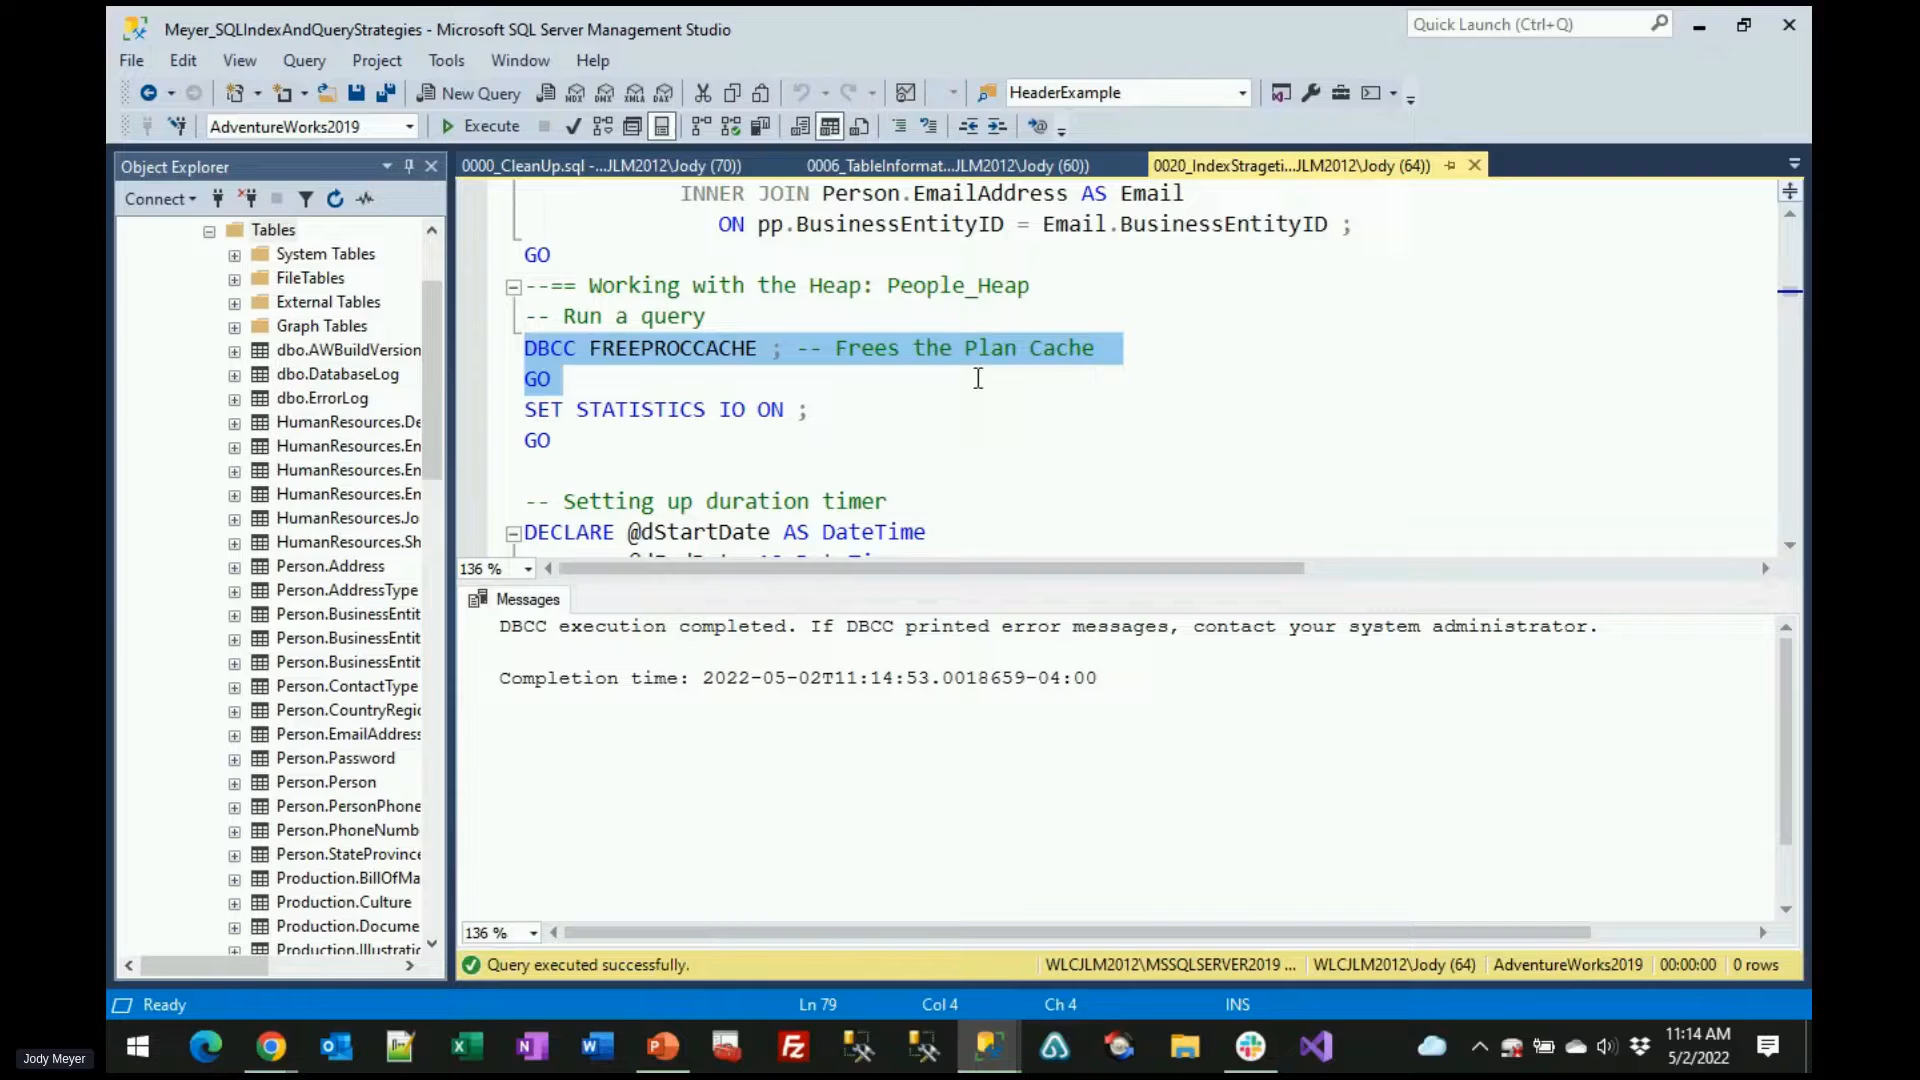 Meyer_SQLIndexAndQueryStrategies - Microsoft SQL Server Management Studio
Quick Launch (Ctrl+Q)
File Edit View Query Project Tools Window Help
New Query
HeaderExample
AdventureWorks2019
Execute
Object Explorer
0000_CleanUp.sql -...JLM2012\Jody (70))
0006_TableInformat...JLM2012\Jody (60))
0020_IndexStrageti...JLM2012\Jody (64))
Connect
Tables
System Tables
FileTables
External Tables
Graph Tables
dbo.AWBuildVersion
dbo.DatabaseLog
dbo.ErrorLog
HumanResources.De
HumanResources.En
HumanResources.En
HumanResources.En
HumanResources.Jo
HumanResources.Sh
Person.Address
Person.AddressType
Person.BusinessEntit
Person.BusinessEntit
Person.BusinessEntit
Person.ContactType
Person.CountryRegio
Person.EmailAddress
Person.Password
Person.Person
Person.PersonPhone
Person.PhoneNumb
Person.StateProvince
Production.BillOfMa
Production.Culture
Production.Docume
Production.Illustratio
INNER JOIN Person.EmailAddress AS Email
ON pp.BusinessEntityID = Email.BusinessEntityID ;
GO
--== Working with the Heap: People_Heap
-- Run a query
DBCC FREEPROCCACHE ; -- Frees the Plan Cache
GO
SET STATISTICS IO ON ;
GO
-- Setting up duration timer
DECLARE @dStartDate AS DateTime
136 %
Messages
DBCC execution completed. If DBCC printed error messages, contact your system administrator.
Completion time: 2022-05-02T11:14:53.0018659-04:00
136 %
Query executed successfully.
WLCJLM2012\MSSQLSERVER2019 ...
WLCJLM2012\Jody (64)
AdventureWorks2019
00:00:00
0 rows
Ready
Ln 79
Col 4
Ch 4
INS
Jody Meyer
11:14 AM
5/2/2022